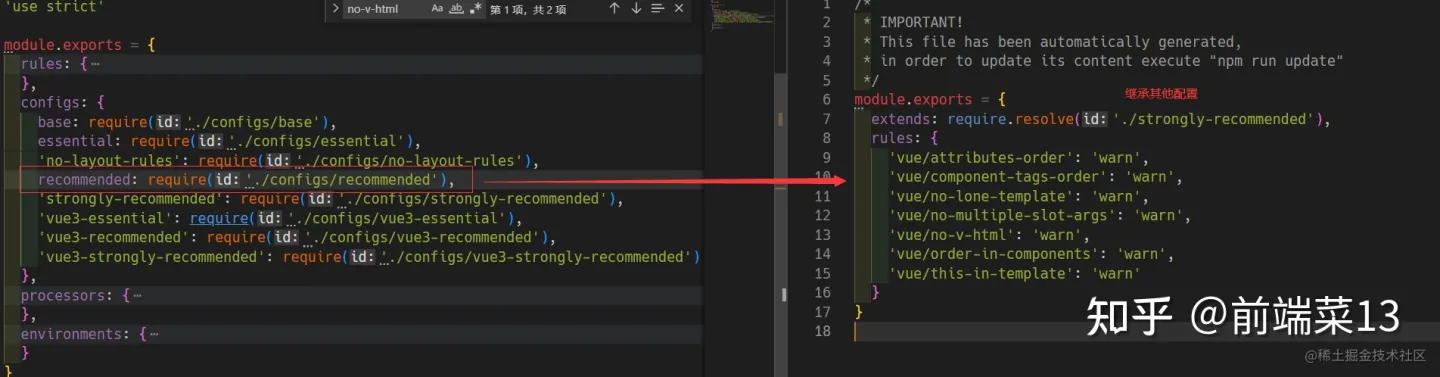 'use strict'
no-v-html
Aa ab .*
第1项，共2项
module.exports = {
rules: {⋯
},
configs: {
base: require(id: './configs/base'),
essential: require(id: './configs/essential'),
'no-layout-rules': require(id: './configs/no-layout-rules'),
recommended: require(id: './configs/recommended'),
'strongly-recommended': require(id: './configs/strongly-recommended'),
'vue3-essential': require(id: './configs/vue3-essential'),
'vue3-recommended': require(id: './configs/vue3-recommended'),
'vue3-strongly-recommended': require(id: './configs/vue3-strongly-recommended')
},
processors: {⋯
},
environments: {⋯
}
}
1 /*
2 * IMPORTANT!
3 * This file has been automatically generated,
4 * in order to update its content execute "npm run update"
5 */
6 module.exports = {
继承其他配置
7 extends: require.resolve(id: './strongly-recommended'),
8 rules: {
9 'vue/attributes-order': 'warn',
10 'vue/component-tags-order': 'warn',
11 'vue/no-lone-template': 'warn',
12 'vue/no-multiple-slot-args': 'warn',
13 'vue/no-v-html': 'warn',
14 'vue/order-in-components': 'warn',
15 'vue/this-in-template': 'warn'
16 }
17 }
18
知乎 @前端菜13
@稀土掘金技术社区